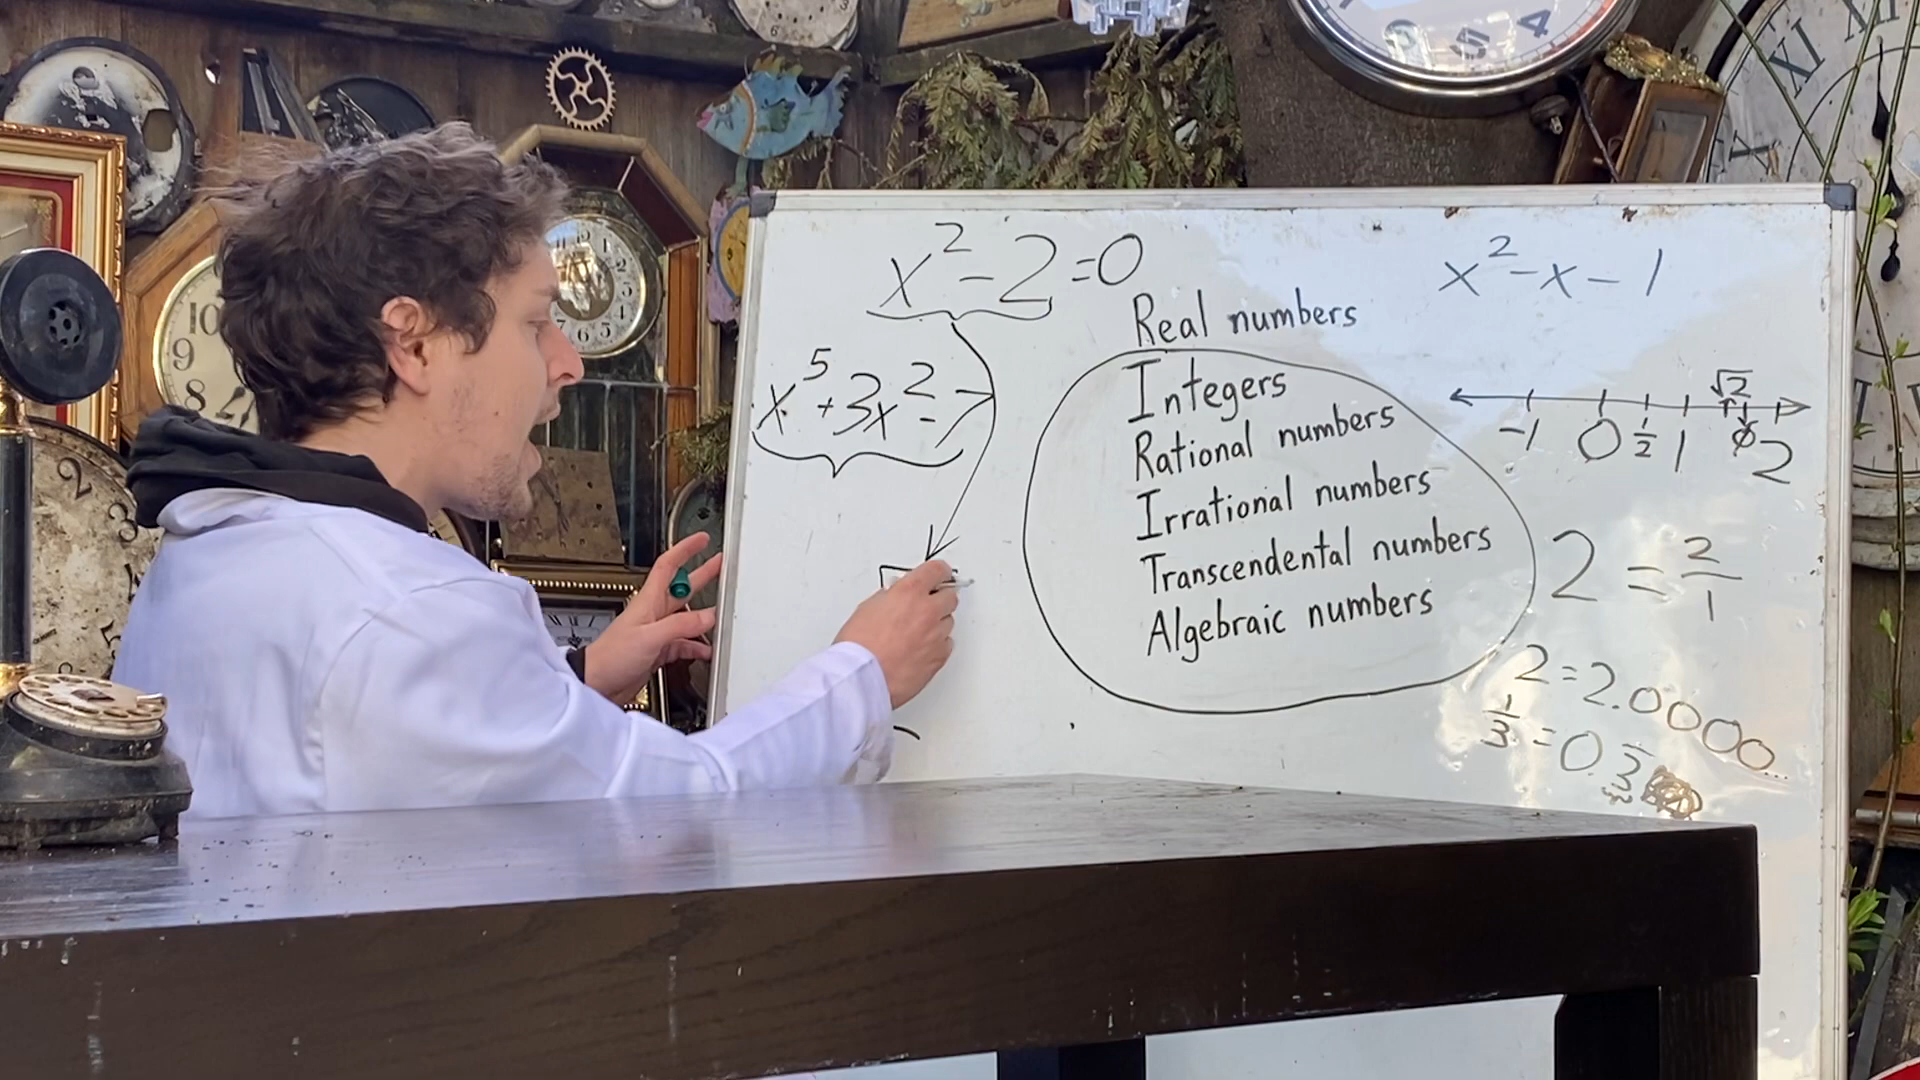 x² - 2 = 0
x² - x - 1
Real numbers
x⁵ + 3x² - 7
Integers
Rational numbers
Irrational numbers
Transcendental numbers
Algebraic numbers
√2
-1 0 1/2 1 ϕ 2
2 = 2/1
2 = 2.0000...
1/3 = 0.3